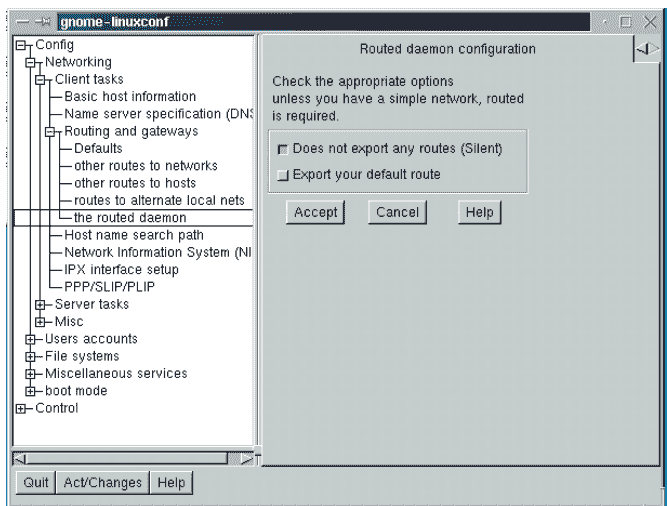 gnome-linuxconf
Config
Networking
Client tasks
Basic host information
Name server specification (DNS
Routing and gateways
Defaults
other routes to networks
other routes to hosts
routes to alternate local nets
the routed daemon
Host name search path
Network Information System (NI
IPX interface setup
PPP/SLIP/PLIP
Server tasks
Misc
Users accounts
File systems
Miscellaneous services
boot mode
Control
Routed daemon configuration
Check the appropriate options
unless you have a simple network, routed
is required.
Does not export any routes (Silent)
Export your default route
Accept Cancel Help
Quit Act/Changes Help